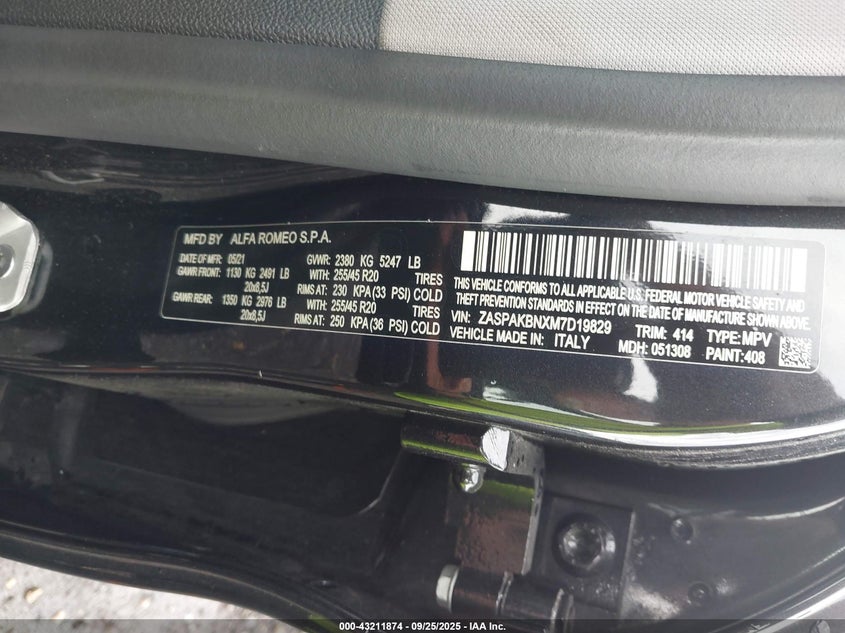 MFD BY ALFA ROMEO S.P.A.
DATE OF MFR: 05/21 GVWR: 2380 KG 5247 LB
GAWR FRONT: 1130 KG 2491 LB WITH: 255/45 R20 TIRES
20x8,5J RIMS AT: 230 KPA (33 PSI) COLD
GAWR REAR: 1350 KG 2976 LB WITH: 255/45 R20 TIRES
20x8,5J RIMS AT: 250 KPA (36 PSI) COLD
THIS VEHICLE CONFORMS TO ALL APPLICABLE U.S. FEDERAL MOTOR VEHICLE SAFETY AND
THEFT PREVENTION STANDARDS IN EFFECT ON THE DATE OF MANUFACTURE SHOWN ABOVE.
VIN: ZASPAKBNXM7D19829 TRIM: 414 TYPE: MPV
VEHICLE MADE IN: ITALY MDH: 051308 PAINT: 408
000-43211874 - 09/25/2025 - IAA Inc.